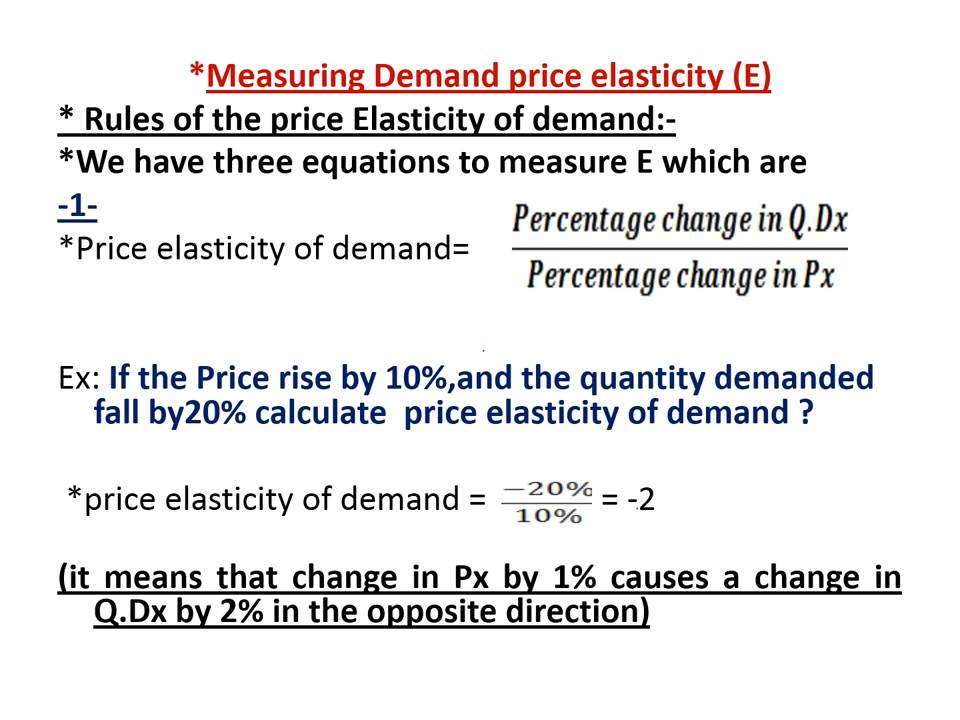 *Measuring Demand price elasticity (E)
* Rules of the price Elasticity of demand:-
*We have three equations to measure E which are
-1-
*Price elasticity of demand=
Percentage change in Q.Dx
Percentage change in Px
Ex: If the Price rise by 10%,and the quantity demanded
fall by20% calculate price elasticity of demand ?
*price elasticity of demand = −20% / 10% = -2
(it means that change in Px by 1% causes a change in
Q.Dx by 2% in the opposite direction)